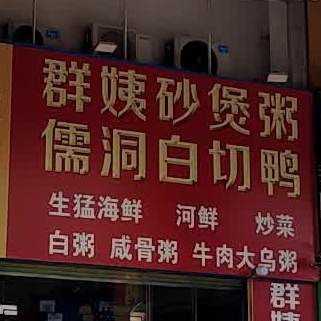 群姨砂煲粥
儒洞白切鸭
生猛海鲜 河鲜 炒菜
白粥 咸骨粥 牛肉大乌粥
群姨